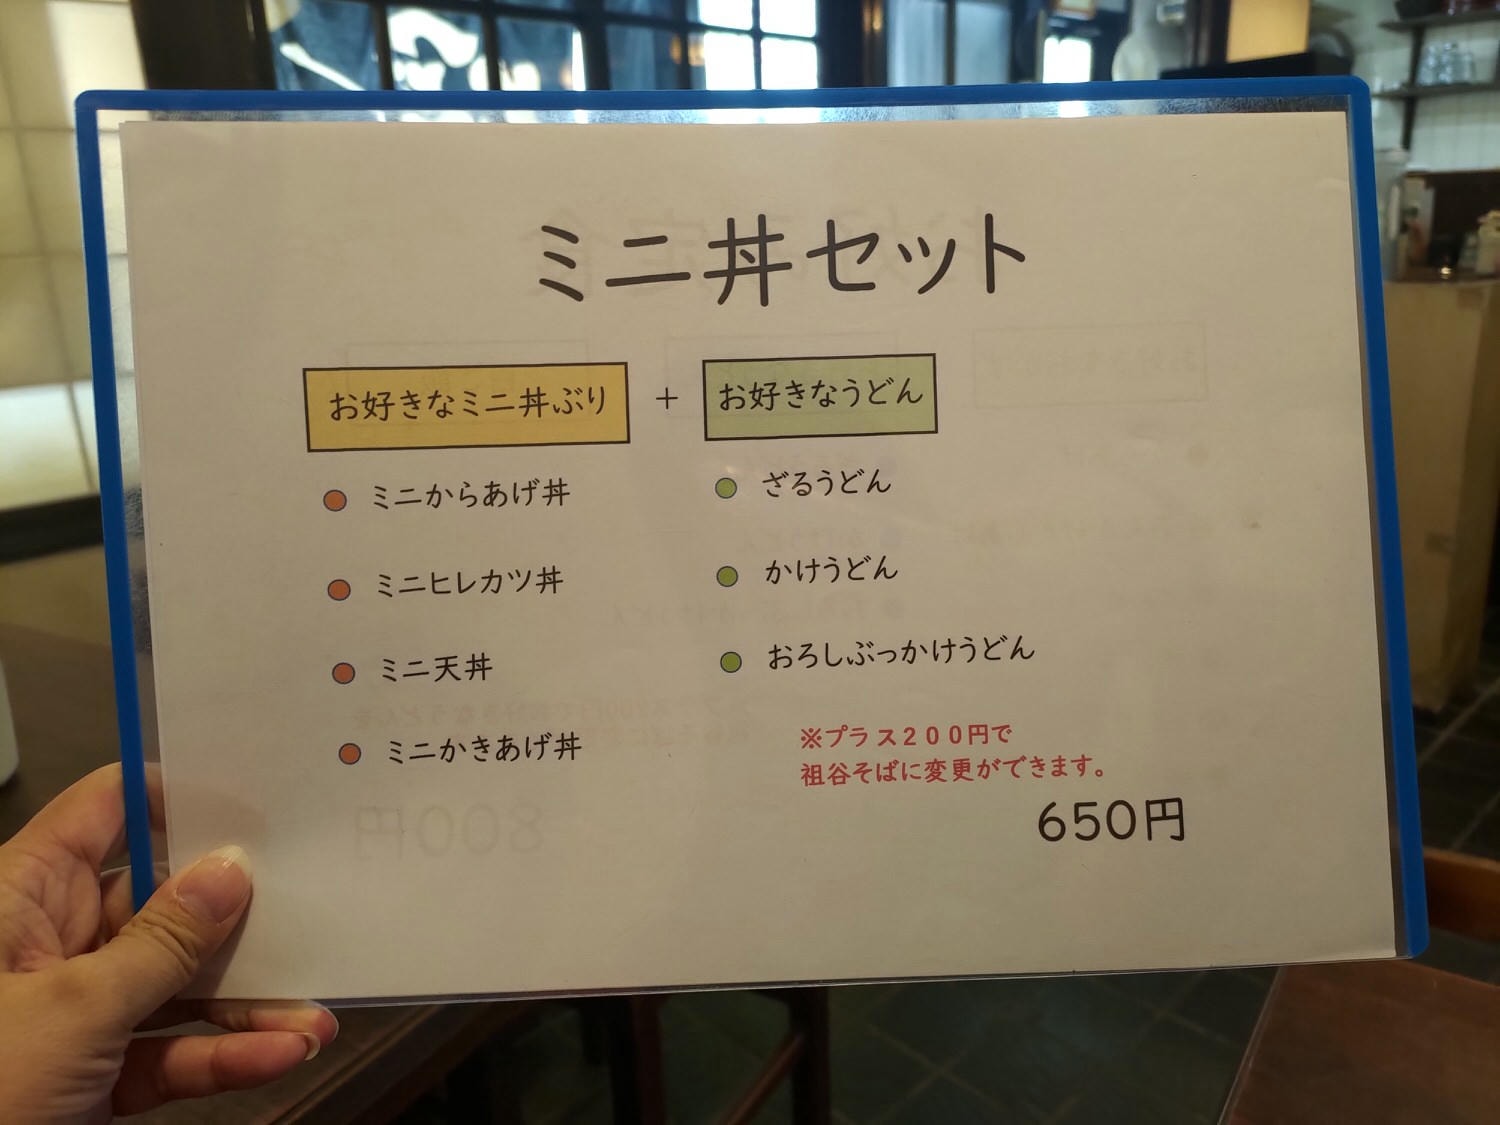 ミニ丼セット
お好きなミニ丼ぶり + お好きなうどん
ミニからあげ丼
ミニヒレカツ丼
ミニ天丼
ミニかきあげ丼
ざるうどん
かけうどん
おろしぶっかけうどん
※プラス２００円で
祖谷そばに変更ができます。
650円
800円